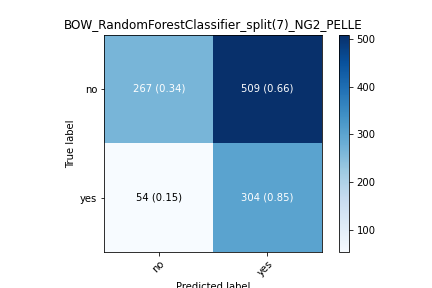 BOW_RandomForestClassifier_split(7)_NG2_PELLE
no
267 (0.34)
509 (0.66)
yes
54 (0.15)
304 (0.85)
True label
no
yes
Predicted label
500
400
300
200
100